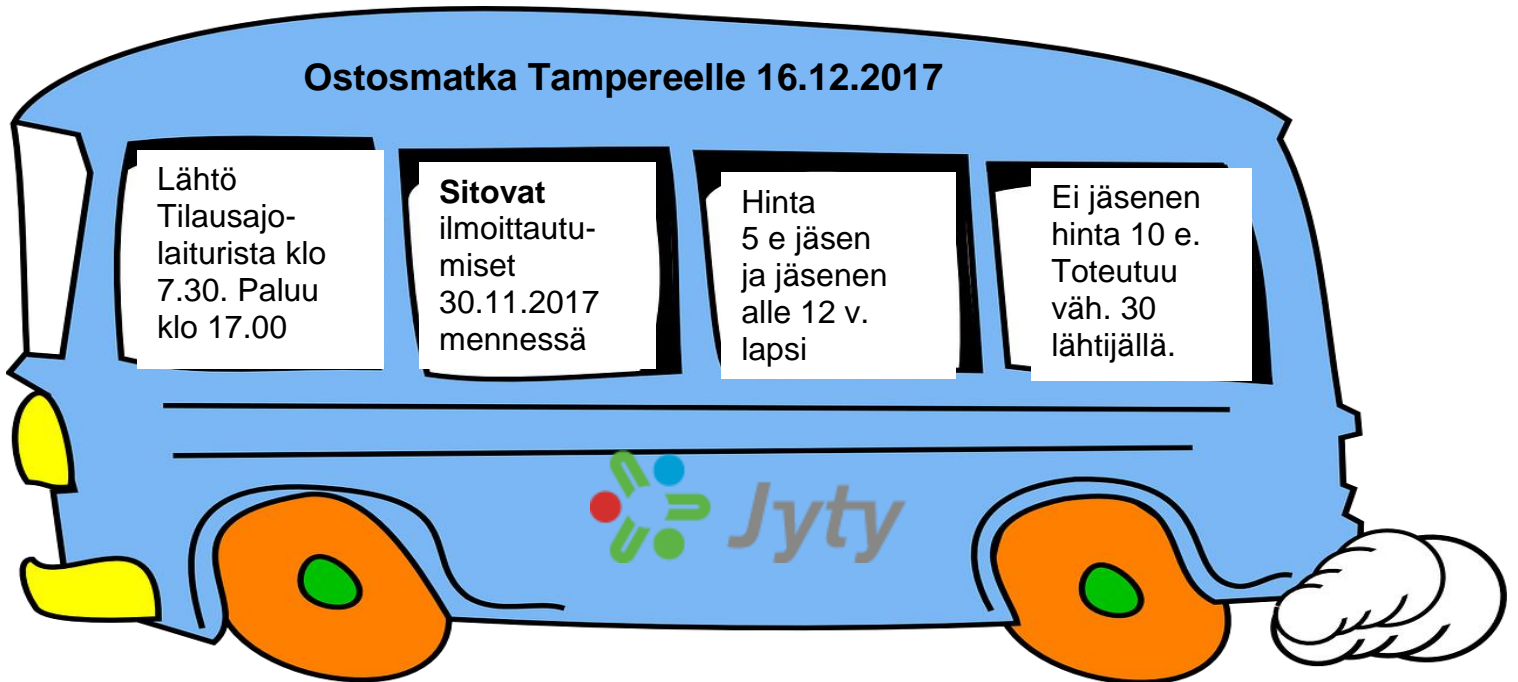 Ostosmatka Tampereelle 16.12.2017
Lähtö
Tilausajo-
laiturista klo
7.30. Paluu
klo 17.00
Sitovat
ilmoittautu-
miset
30.11.2017
mennessä
Hinta
5 e jäsen
ja jäsenen
alle 12 v.
lapsi
Ei jäsenen
hinta 10 e.
Toteutuu
väh. 30
lähtijällä.
Jyty